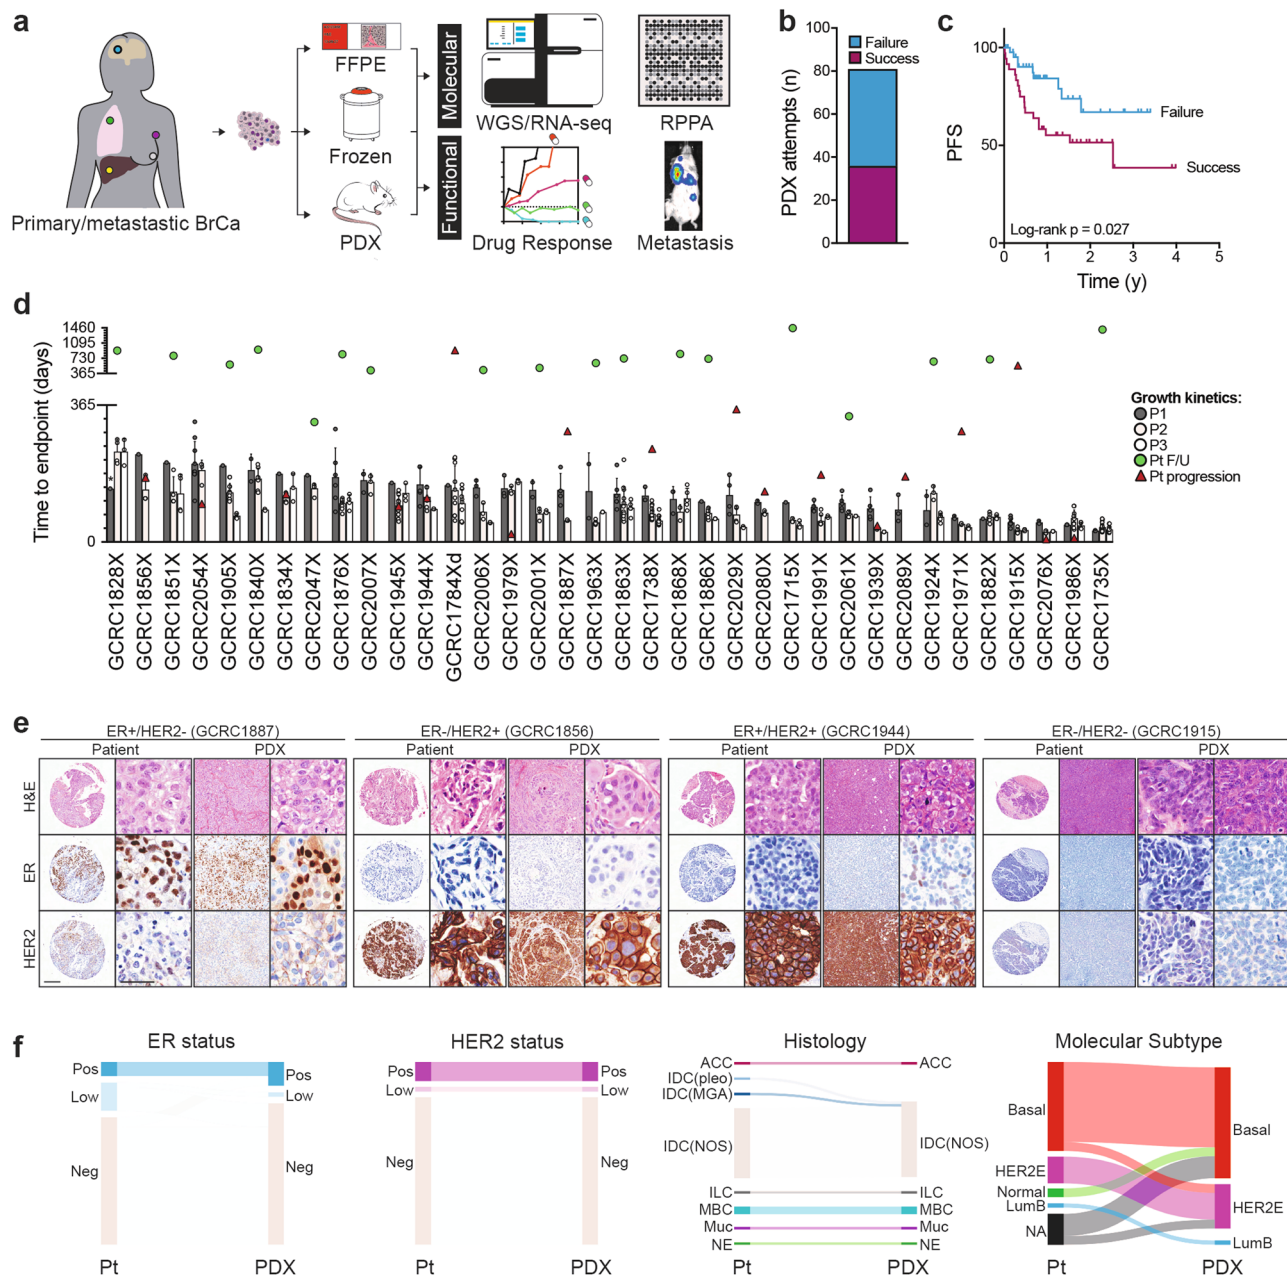 a
FFPE
Frozen
PDX
Molecular
Functional
WGS/RNA-seq
RPPA
Drug Response
Metastasis
Primary/metastastic BrCa
b
PDX attempts (n)
100
80
60
40
20
0
Failure
Success
c
PFS
100
50
0
Failure
Success
Log-rank p = 0.027
0 1 2 3 4 5
Time (y)
d
Time to endpoint (days)
1460
1095
730
365
365
0
*
Growth kinetics:
P1
P2
P3
Pt F/U
Pt progression
GCRC1828X
GCRC1856X
GCRC1851X
GCRC2054X
GCRC1905X
GCRC1840X
GCRC1834X
GCRC2047X
GCRC1876X
GCRC2007X
GCRC1945X
GCRC1944X
GCRC1784Xd
GCRC2006X
GCRC1979X
GCRC2001X
GCRC1887X
GCRC1963X
GCRC1863X
GCRC1738X
GCRC1868X
GCRC1886X
GCRC2029X
GCRC2080X
GCRC1715X
GCRC1991X
GCRC2061X
GCRC1939X
GCRC2089X
GCRC1924X
GCRC1971X
GCRC1882X
GCRC1915X
GCRC2076X
GCRC1986X
GCRC1735X
e
ER+/HER2- (GCRC1887) ER-/HER2+ (GCRC1856) ER+/HER2+ (GCRC1944) ER-/HER2- (GCRC1915)
Patient PDX Patient PDX Patient PDX Patient PDX
H&E
ER
HER2
f
ER status
Pos Pos
Low Low
Neg Neg
Pt PDX
HER2 status
Pos Pos
Low Low
Neg Neg
Pt PDX
Histology
ACC ACC
IDC(pleo)
IDC(MGA)
IDC(NOS) IDC(NOS)
ILC ILC
MBC MBC
Muc Muc
NE NE
Pt PDX
Molecular Subtype
Basal Basal
HER2E HER2E
Normal
LumB LumB
NA
Pt PDX